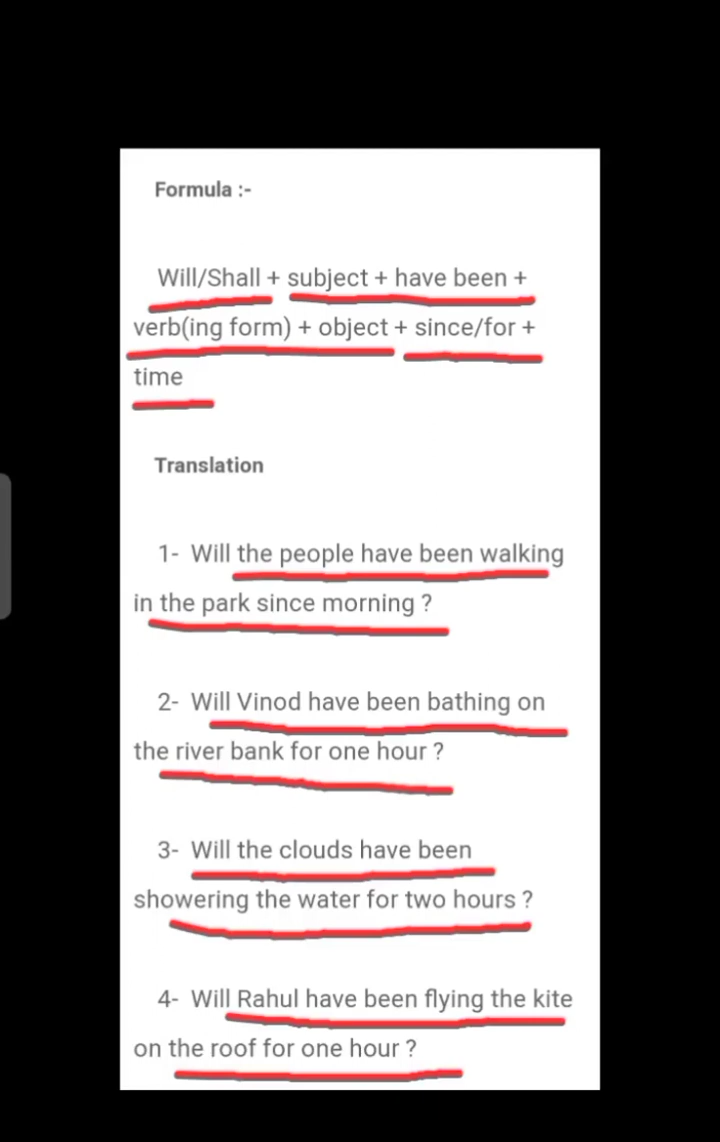 Formula :-
Will/Shall + subject + have been +
verb(ing form) + object + since/for +
time
Translation
1- Will the people have been walking
in the park since morning ?
2- Will Vinod have been bathing on
the river bank for one hour ?
3- Will the clouds have been
showering the water for two hours ?
4- Will Rahul have been flying the kite
on the roof for one hour ?